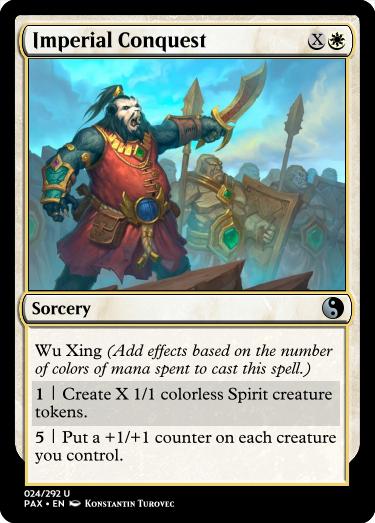 Imperial Conquest X
Sorcery
Wu Xing (Add effects based on the number
of colors of mana spent to cast this spell.)
1 | Create X 1/1 colorless Spirit creature
tokens.
5 | Put a +1/+1 counter on each creature
you control.
024/292 U
PAX • EN Konstantin Turovec